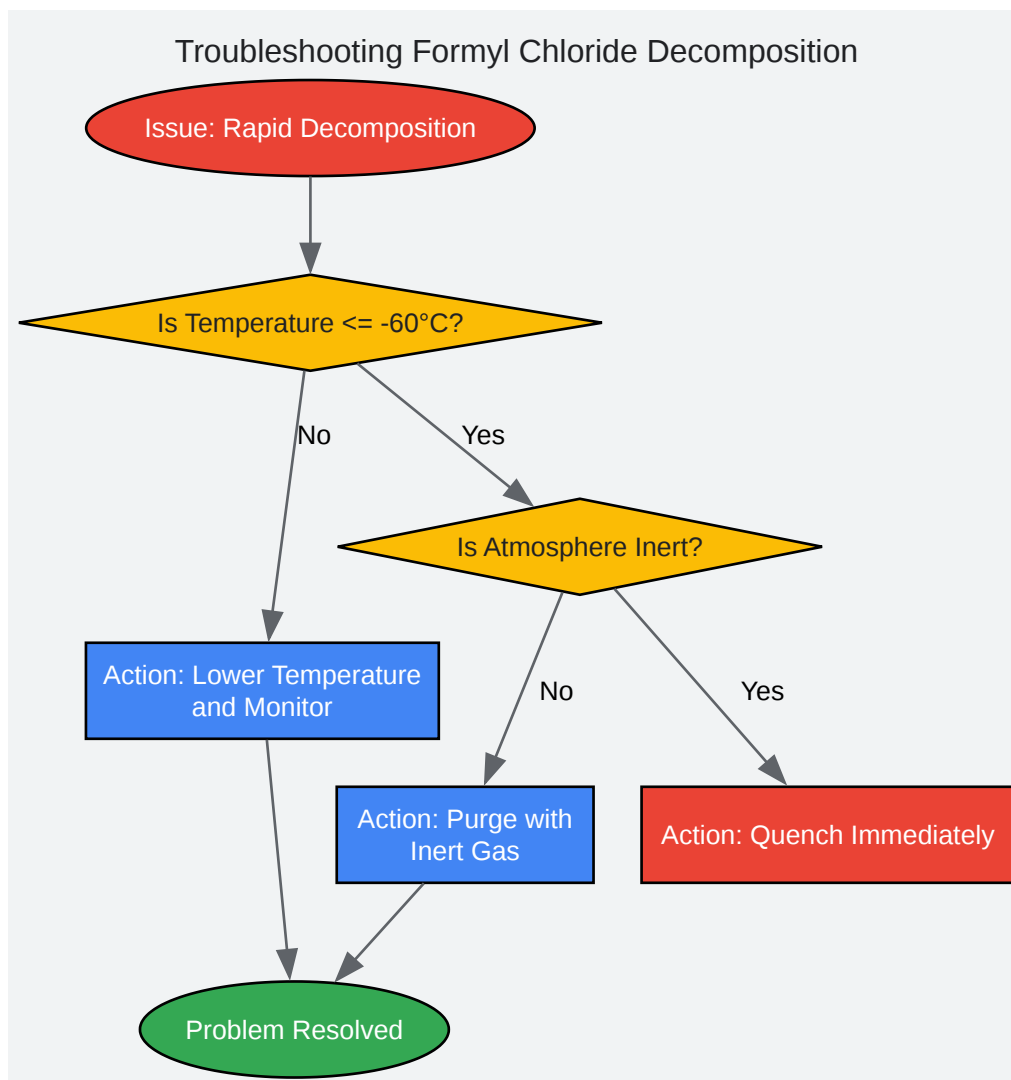 Troubleshooting Formyl Chloride Decomposition
Issue: Rapid Decomposition
Is Temperature <= -60°C?
No
Yes
Is Atmosphere Inert?
Action: Lower Temperature
and Monitor
No
Yes
Action: Purge with
Inert Gas
Action: Quench Immediately
Problem Resolved